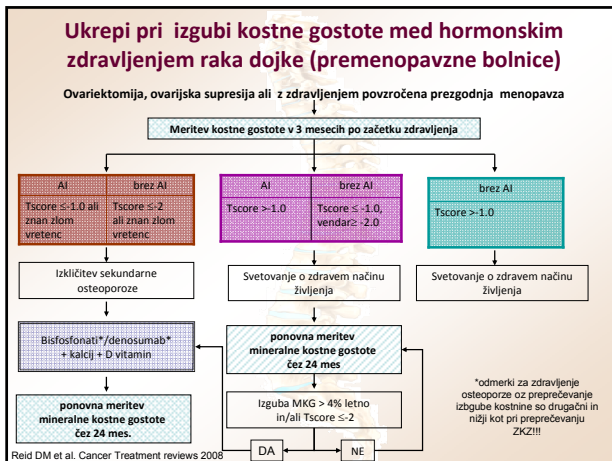 Ukrepi pri izgubi kostne gostote med hormonskim
zdravljenjem raka dojke (premenopavzne bolnice)
Ovariektomija, ovarijska supresija ali z zdravljenjem povzročena prezgodnja menopavza
Meritev kostne gostote v 3 mesecih po začetku zdravljenja
AI
Tscore ≤-1.0 ali
znan zlom
vretenc
brez AI
Tscore ≤-2
ali znan zlom
vretenc
AI
Tscore >-1.0
brez AI
Tscore ≤ -1.0,
vendar≥ -2.0
brez AI
Tscore >-1.0
Izkličitev sekundarne
osteoporoze
Svetovanje o zdravem načinu
življenja
Svetovanje o zdravem načinu
življenja
Bisfosfonati*/denosumab*
+ kalcij + D vitamin
ponovna meritev
mineralne kostne gostote
čez 24 mes
ponovna meritev
mineralne kostne gostote
čez 24 mes.
Izguba MKG > 4% letno
in/ali Tscore ≤-2
DA
NE
*odmerki za zdravljenje
osteoporoze oz preprečevanje
izbgube kostnine so drugačni in
nižji kot pri preprečevanju
ZKZ!!!
Reid DM et al. Cancer Treatment reviews 2008